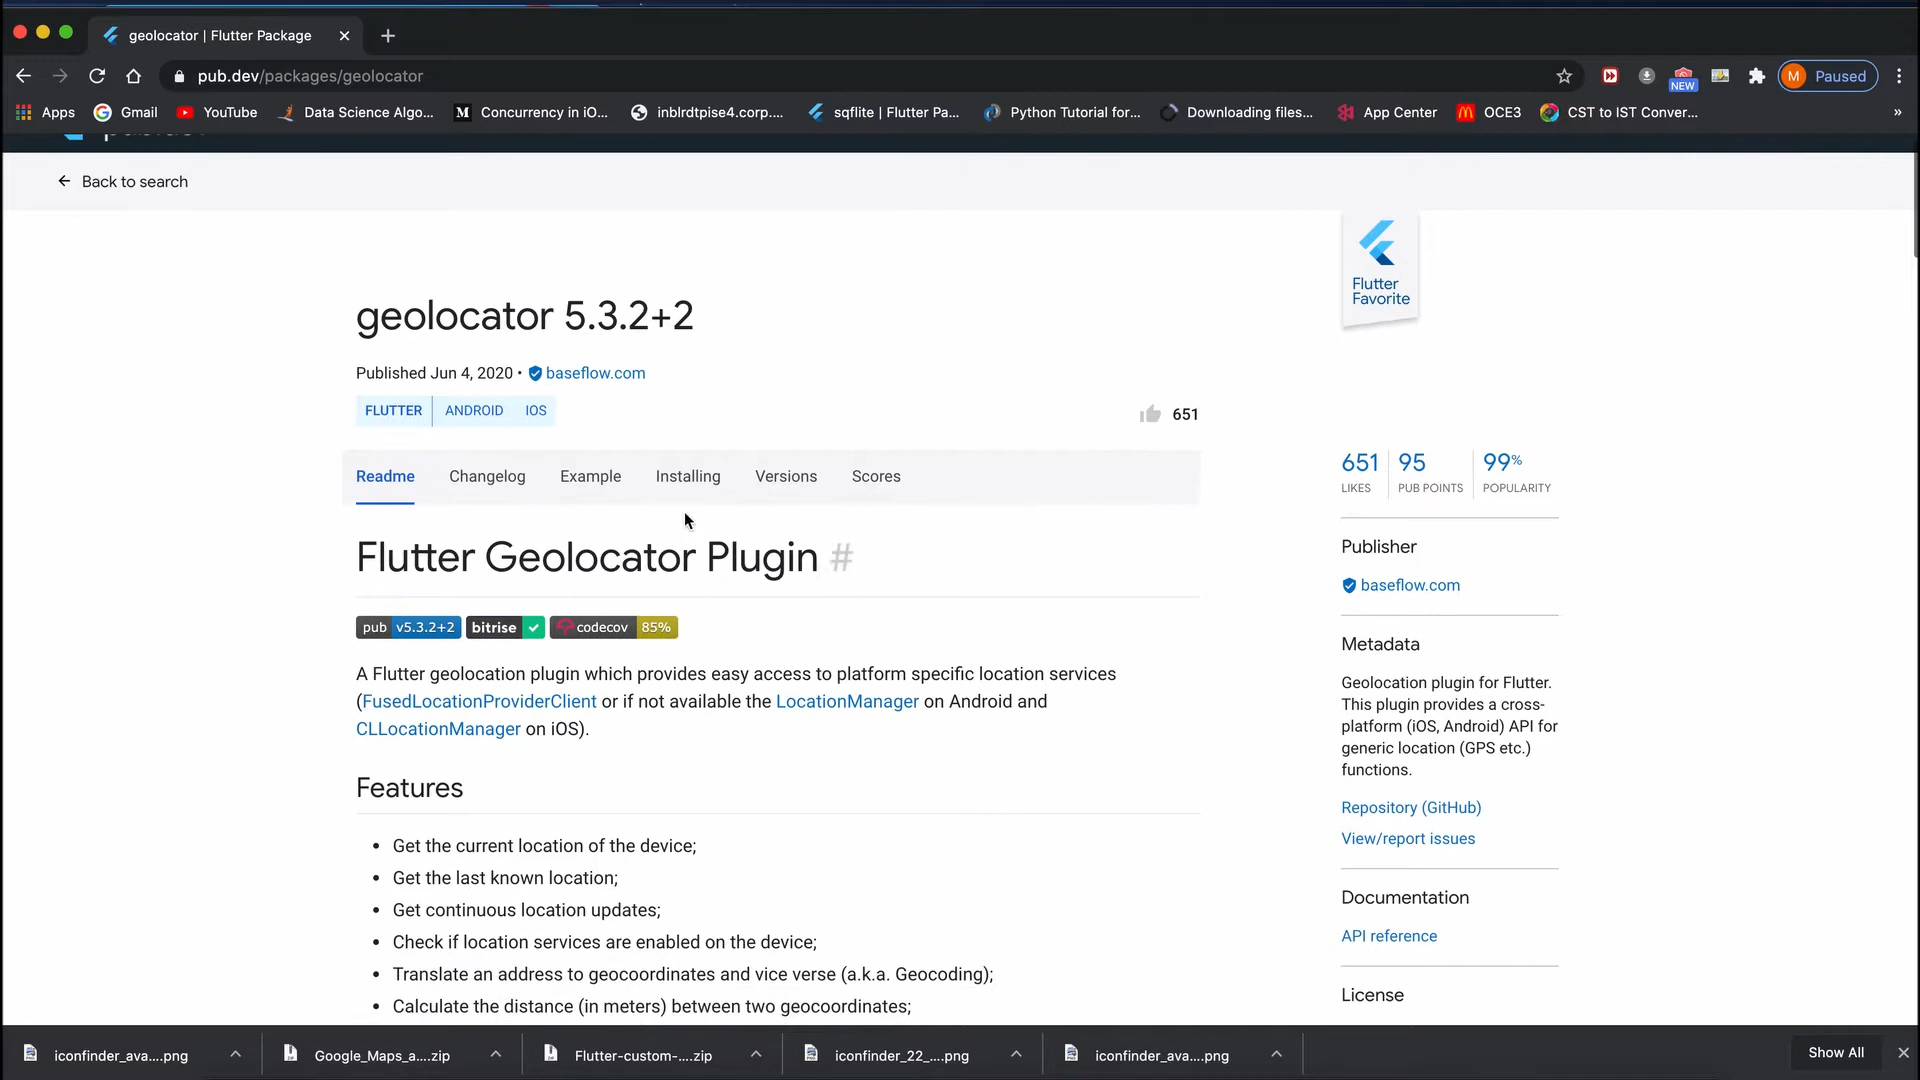 geolocator | Flutter Package
pub.dev/packages/geolocator
NEW
M Paused
Apps Gmail YouTube Data Science Algo... M Concurrency in iO... inblrdtpise4.corp.... sqflite | Flutter Pa... Python Tutorial for... Downloading files... App Center OCE3 CST to IST Conver... »
Back to search
Flutter
Favorite
geolocator 5.3.2+2
Published Jun 4, 2020 • baseflow.com
FLUTTER ANDROID IOS
651
Readme Changelog Example Installing Versions Scores
Flutter Geolocator Plugin #
pub v5.3.2+2 bitrise codecov 85%
A Flutter geolocation plugin which provides easy access to platform specific location services
(FusedLocationProviderClient or if not available the LocationManager on Android and
CLLocationManager on iOS).
Features
• Get the current location of the device;
• Get the last known location;
• Get continuous location updates;
• Check if location services are enabled on the device;
• Translate an address to geocoordinates and vice verse (a.k.a. Geocoding);
• Calculate the distance (in meters) between two geocoordinates;
651 95 99%
LIKES PUB POINTS POPULARITY
Publisher
baseflow.com
Metadata
Geolocation plugin for Flutter.
This plugin provides a cross-
platform (iOS, Android) API for
generic location (GPS etc.)
functions.
Repository (GitHub)
View/report issues
Documentation
API reference
License
iconfinder_ava....png Google_Maps_a....zip Flutter-custom-....zip iconfinder_22_....png iconfinder_ava....png Show All